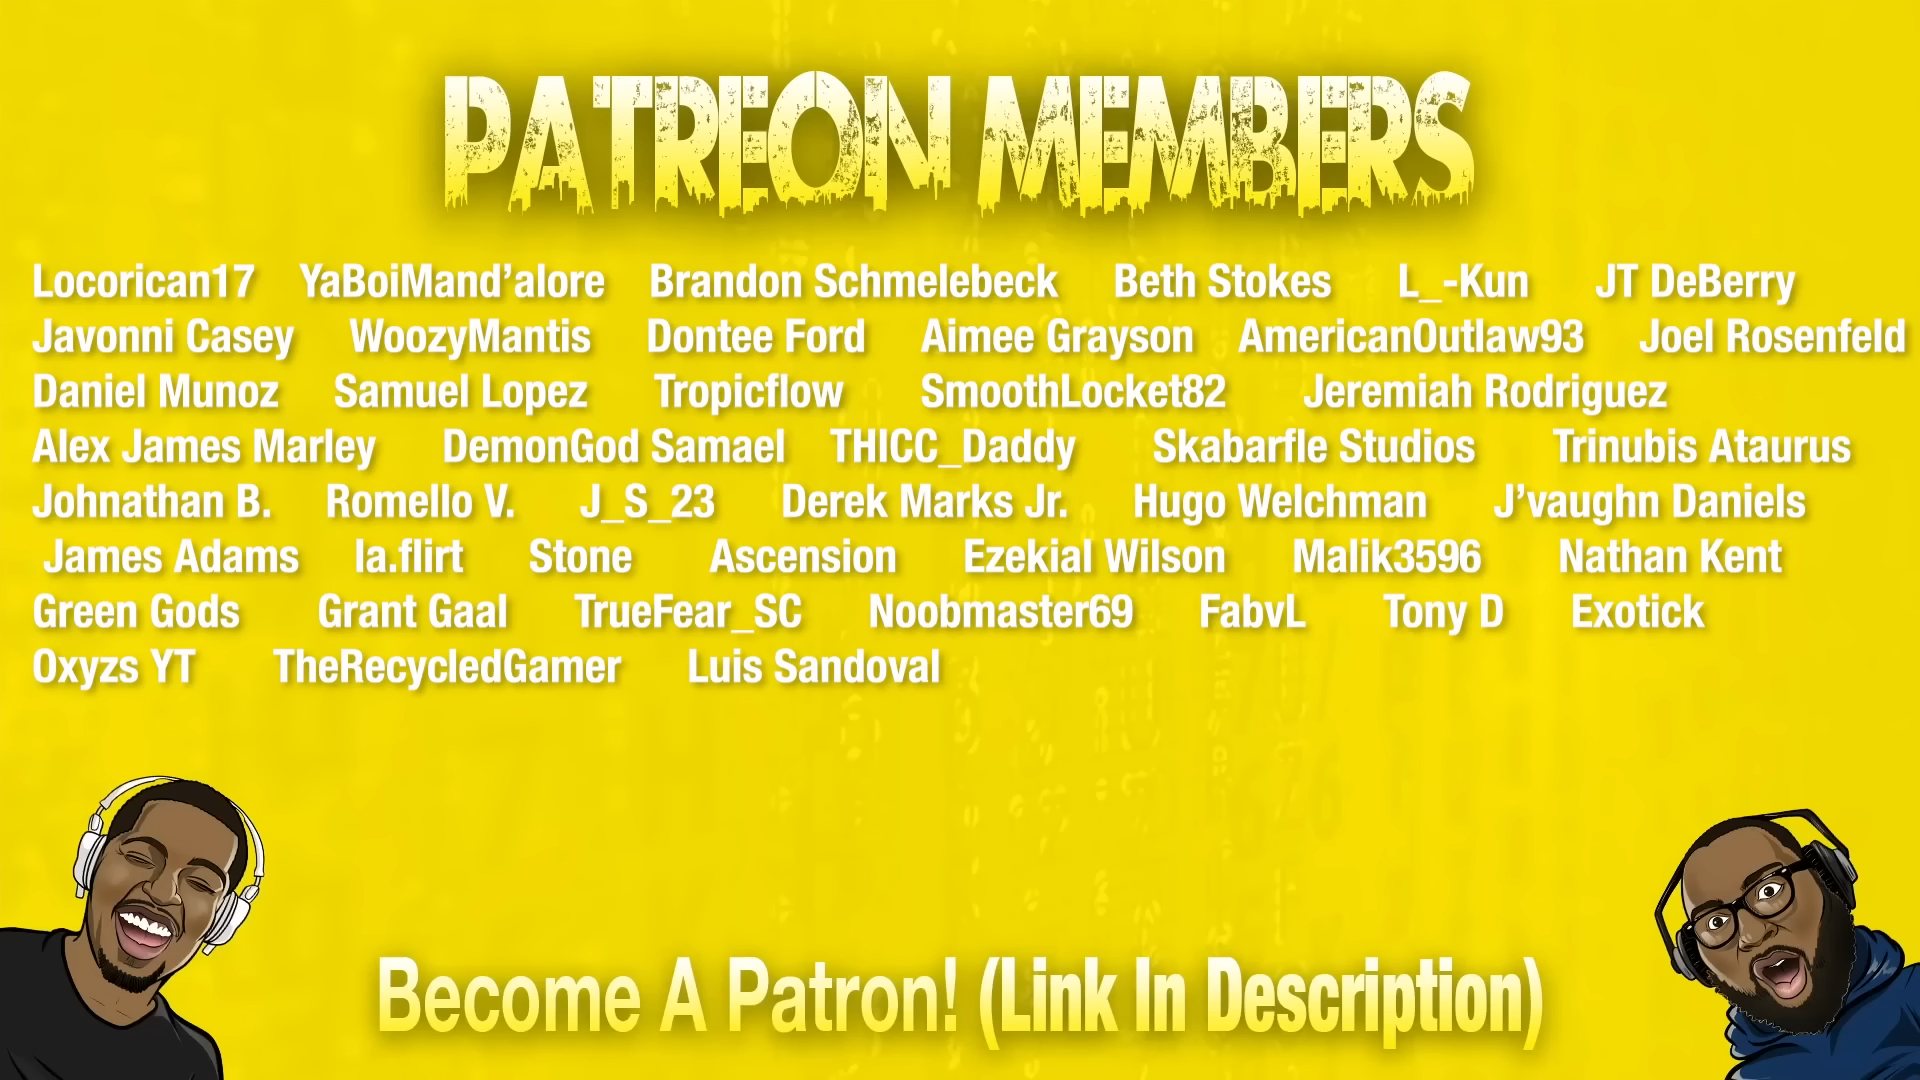 PATREON MEMBERS
Locorican17 YaBoiMand’alore Brandon Schmelebeck Beth Stokes L_-Kun JT DeBerry
Javonni Casey WoozyMantis Dontee Ford Aimee Grayson AmericanOutlaw93 Joel Rosenfeld
Daniel Munoz Samuel Lopez Tropicflow SmoothLocket82 Jeremiah Rodriguez
Alex James Marley DemonGod Samael THICC_Daddy Skabarfle Studios Trinubis Ataurus
Johnathan B. Romello V. J_S_23 Derek Marks Jr. Hugo Welchman J’vaughn Daniels
James Adams la.flirt Stone Ascension Ezekial Wilson Malik3596 Nathan Kent
Green Gods Grant Gaal TrueFear_SC Noobmaster69 FabvL Tony D Exotick
Oxyzs YT TheRecycledGamer Luis Sandoval
Become A Patron! (Link In Description)